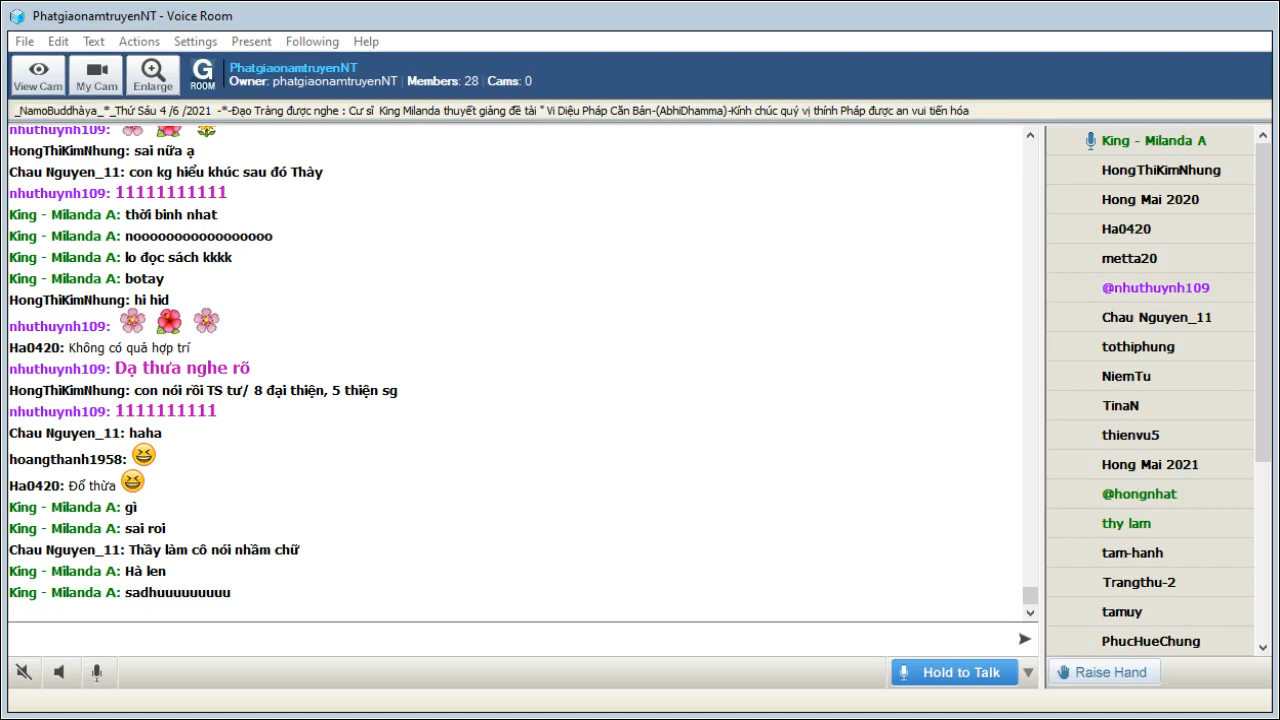 PhatgiaonamtruyenNT - Voice Room
File Edit Text Actions Settings Present Following Help
View Cam My Cam Enlarge G ROOM
PhatgiaonamtruyenNT
Owner: phatgiaonamtruyenNT | Members: 28 | Cams: 0
_NamoBuddhàya_*_Thứ Sáu 4 /6 /2021 -*-Đạo Tràng được nghe : Cư sĩ King Milanda thuyết giảng đề tài " Vi Diệu Pháp Căn Bản-(AbhiDhamma)-Kính chúc quý vị thính Pháp được an vui tiến hóa
nhuthuynh109:
HongThiKimNhung: sai nữa ạ
Chau Nguyen_11: con kg hiểu khúc sau đó Thày
nhuthuynh109: 11111111111
King - Milanda A: thời bình nhat
King - Milanda A: nooooooooooooooooo
King - Milanda A: lo đọc sách kkkk
King - Milanda A: botay
HongThiKimNhung: hi hid
nhuthuynh109:
Ha0420: Không có quả hợp trí
nhuthuynh109: Dạ thưa nghe rõ
HongThiKimNhung: con nói rồi TS tư/ 8 đại thiện, 5 thiện sg
nhuthuynh109: 1111111111
Chau Nguyen_11: haha
hoangthanh1958:
Ha0420: Đổ thừa
King - Milanda A: gì
King - Milanda A: sai roi
Chau Nguyen_11: Thầy làm cô nói nhầm chữ
King - Milanda A: Hà len
King - Milanda A: sadhuuuuuuuuu
King - Milanda A
HongThiKimNhung
Hong Mai 2020
Ha0420
metta20
@nhuthuynh109
Chau Nguyen_11
tothiphung
NiemTu
TinaN
thienvu5
Hong Mai 2021
@hongnhat
thy lam
tam-hanh
Trangthu-2
tamuy
PhucHueChung
Hold to Talk
Raise Hand